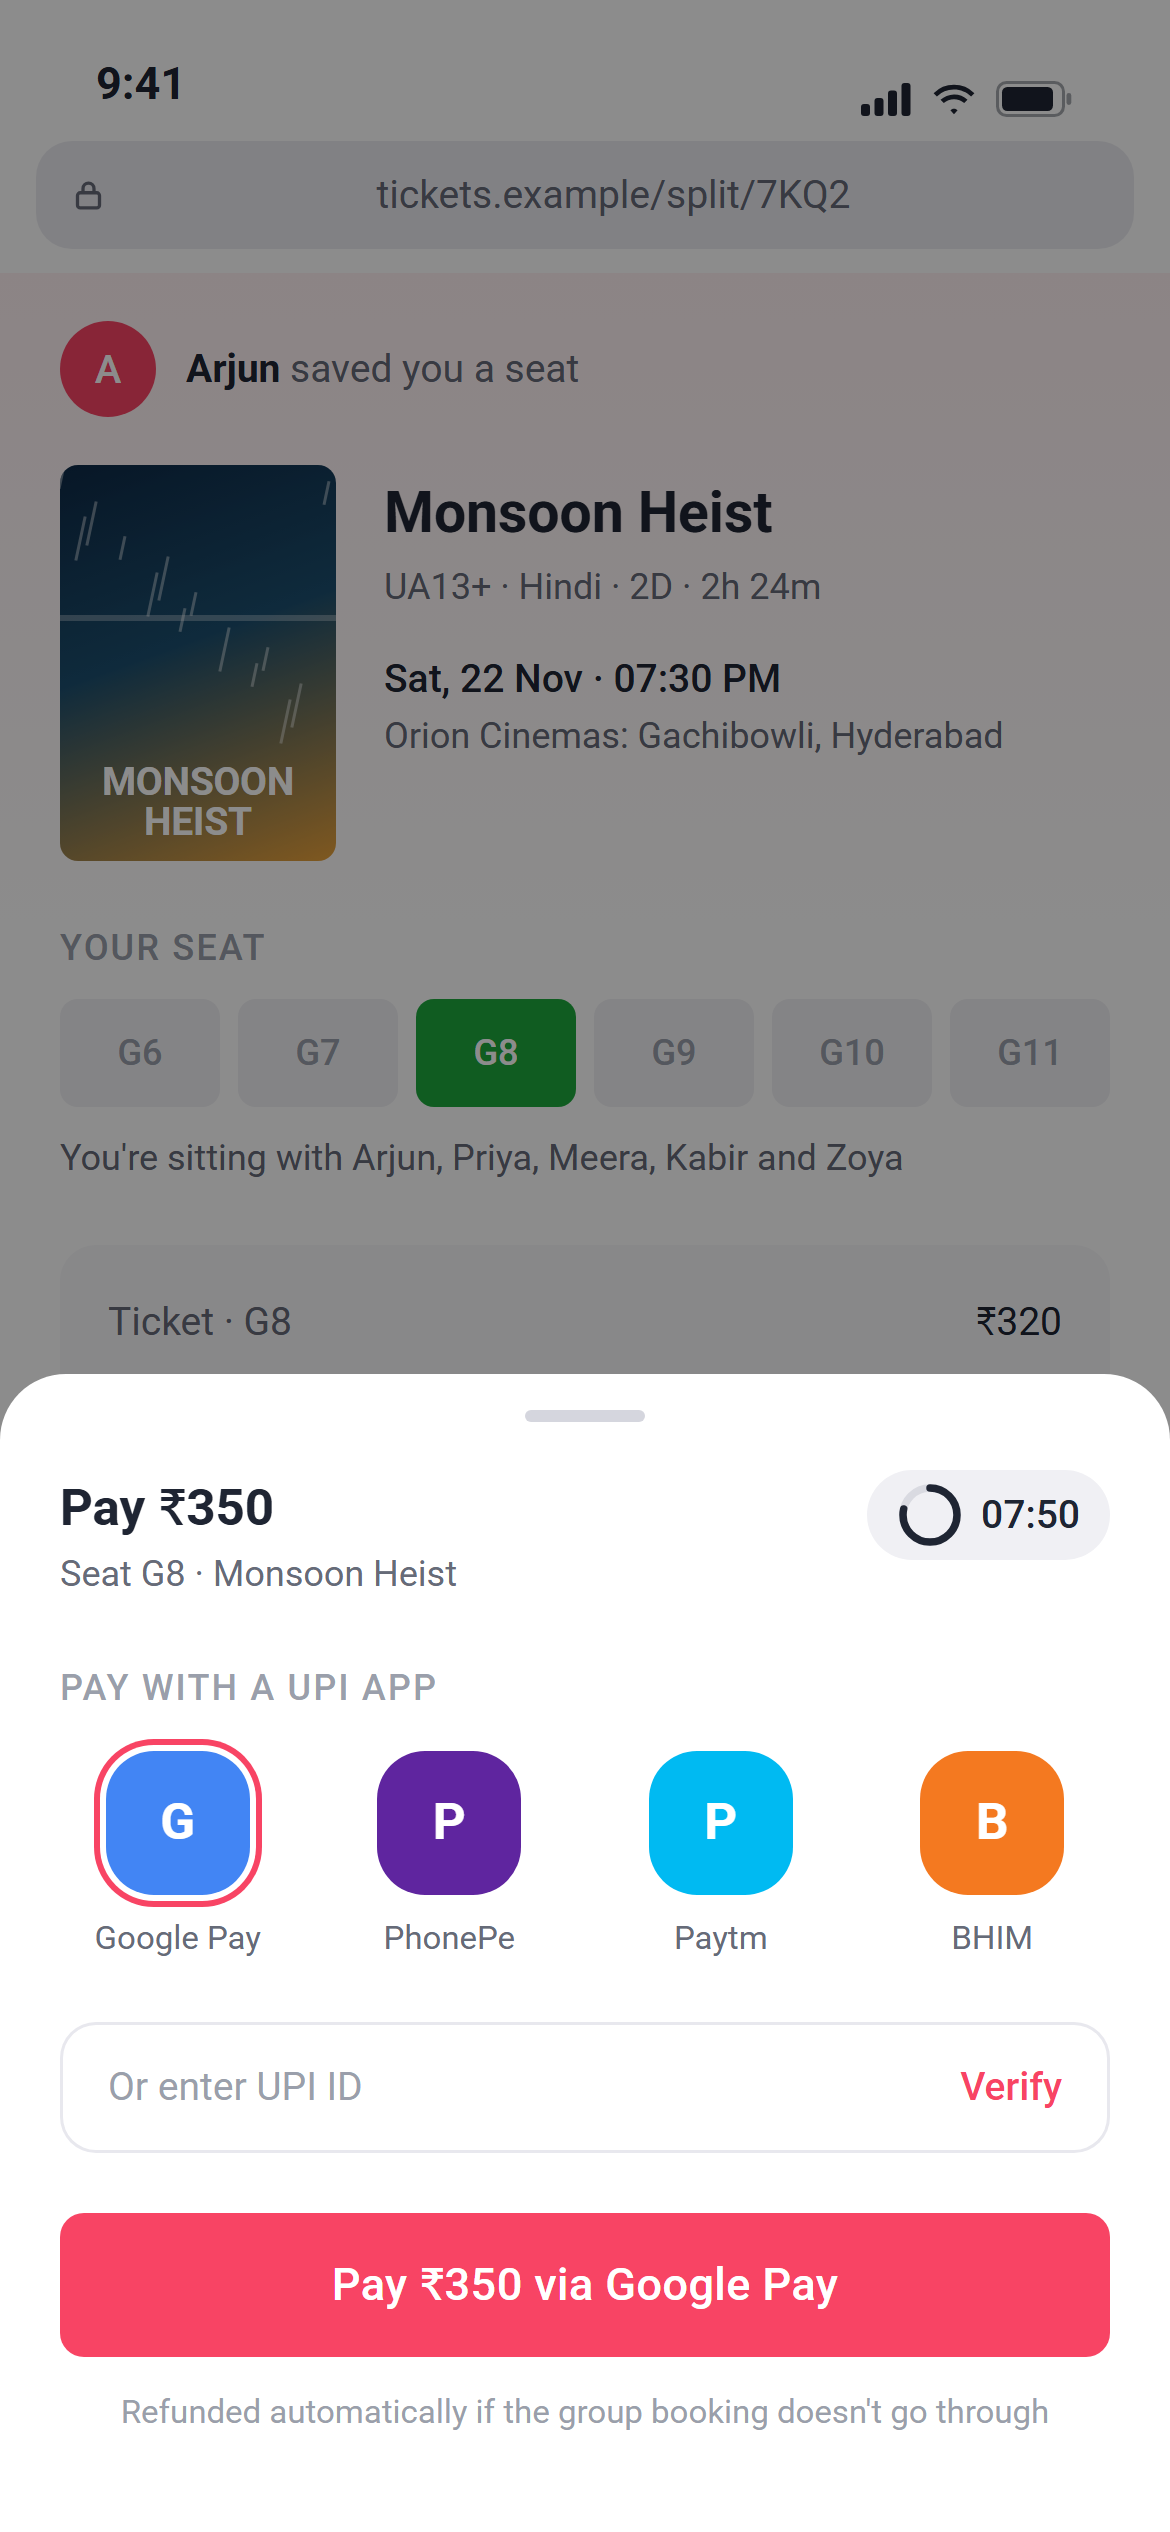 9:41
tickets.example/split/7KQ2
A
Arjun saved you a seat
MONSOON
HEIST
Monsoon Heist
UA13+ · Hindi · 2D · 2h 24m
Sat, 22 Nov · 07:30 PM
Orion Cinemas: Gachibowli, Hyderabad
YOUR SEAT
G6 G7 G8 G9 G10 G11
You're sitting with Arjun, Priya, Meera, Kabir and Zoya
Ticket · G8 ₹320
Pay ₹350
07:50
Seat G8 · Monsoon Heist
PAY WITH A UPI APP
G P P B
Google Pay PhonePe Paytm BHIM
Or enter UPI ID Verify
Pay ₹350 via Google Pay
Refunded automatically if the group booking doesn't go through